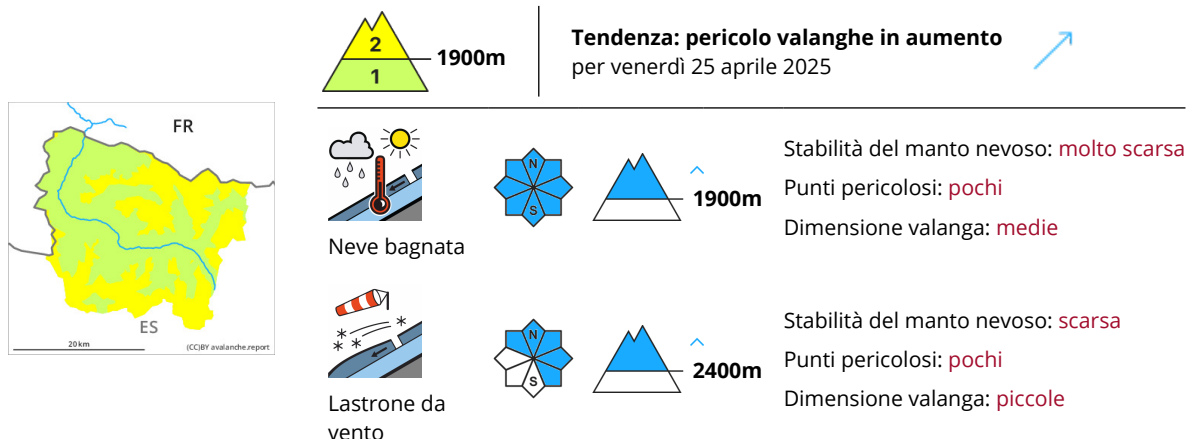 2
1
1900m
Tendenza: pericolo valanghe in aumento
per venerdì 25 aprile 2025
FR
ES
20 km
(CC)BY avalanche.report
Neve bagnata
N
S
1900m
Stabilità del manto nevoso: molto scarsa
Punti pericolosi: pochi
Dimensione valanga: medie
Lastrone da
vento
N
S
2400m
Stabilità del manto nevoso: scarsa
Punti pericolosi: pochi
Dimensione valanga: piccole